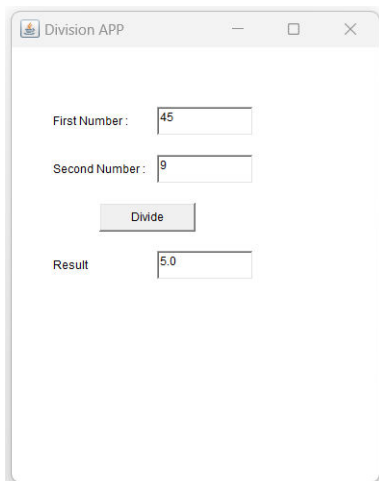 Division APP
First Number : 45
Second Number : 9
Divide
Result 5.0